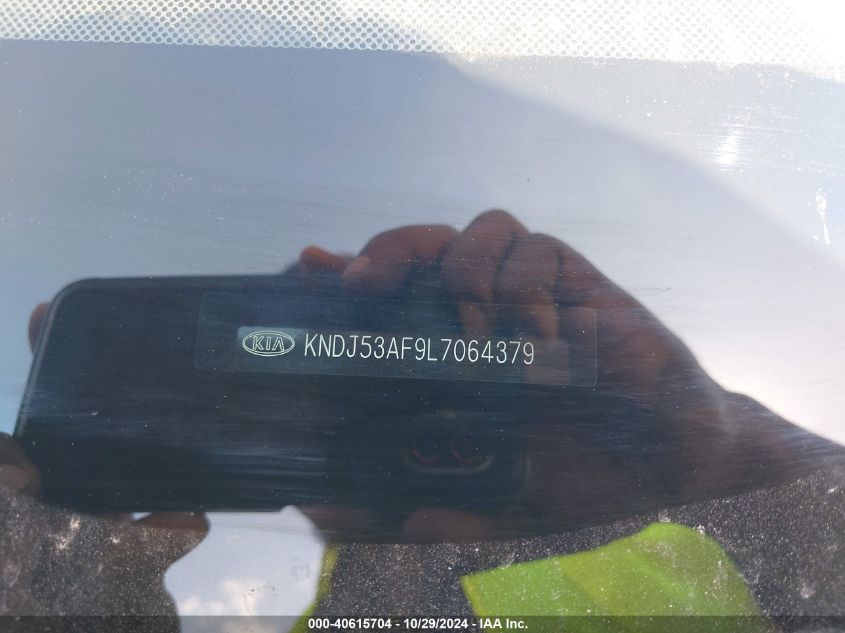 KIA KNDJ53AF9L7064379
000-40615704 - 10/29/2024 - IAA Inc.